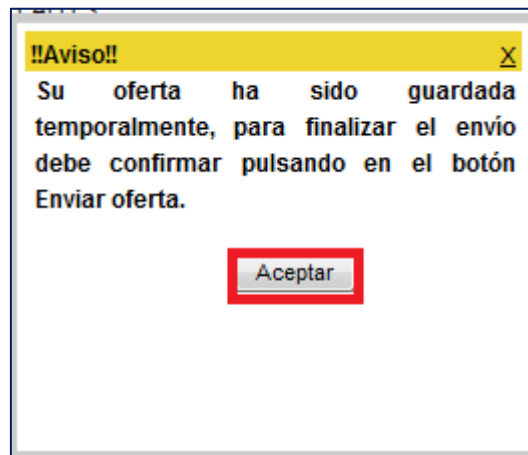 !!Aviso!! X
Su oferta ha sido guardada
temporalmente, para finalizar el envío
debe confirmar pulsando en el botón
Enviar oferta.
Aceptar